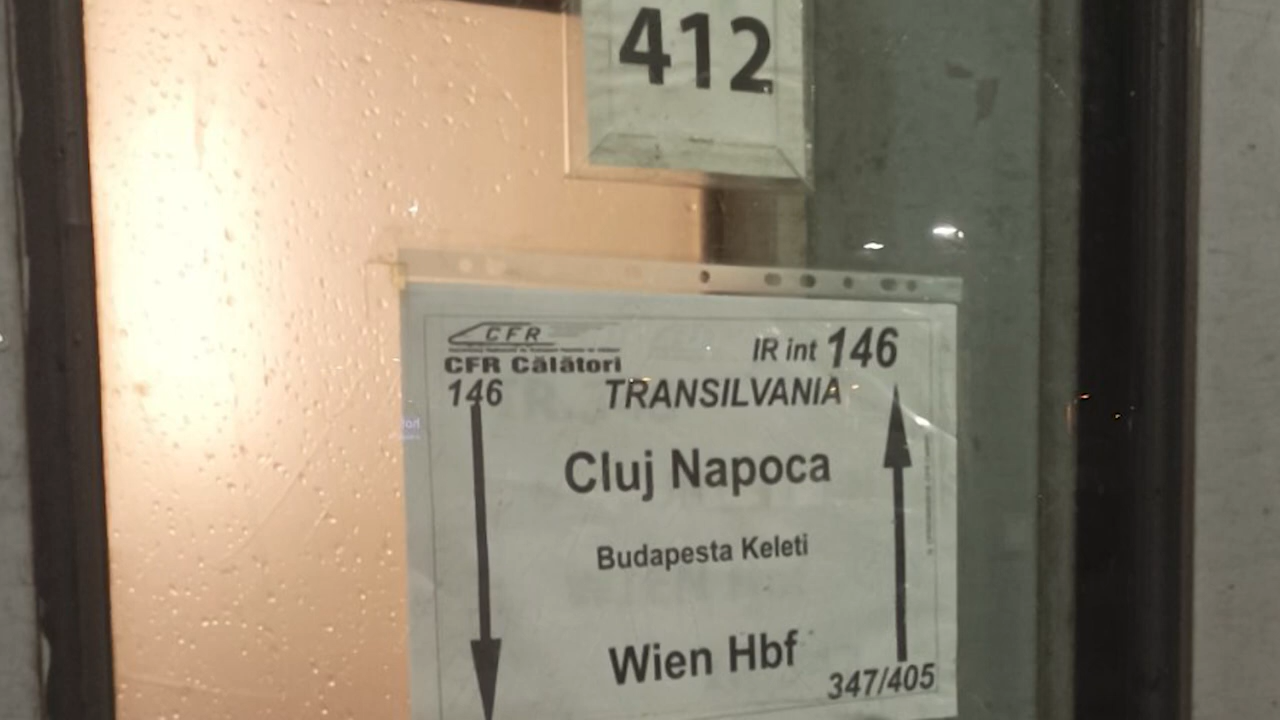 412
CFR
CFR Călători
IR int 146
146
TRANSILVANIA
Cluj Napoca
Budapesta Keleti
Wien Hbf
347/405